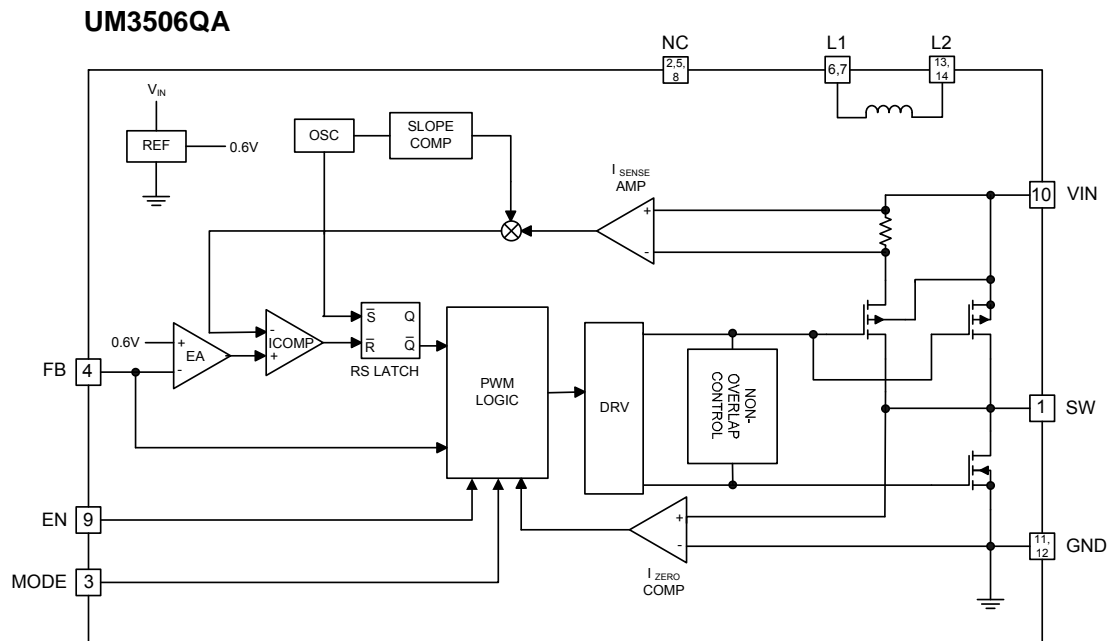 UM3506QA
NC
L1
L2
2,5,
8
6,7
13,
14
VIN
REF
0.6V
OSC
SLOPE
COMP
I SENSE
AMP
+
-
10
VIN
0.6V
+
-
EA
-
+
ICOMP
S̅
Q
R̅
Q̅
RS LATCH
FB
4
PWM
LOGIC
DRV
NON-
OVERLAP
CONTROL
1
SW
EN
9
+
-
I ZERO
COMP
11,
12
GND
MODE
3